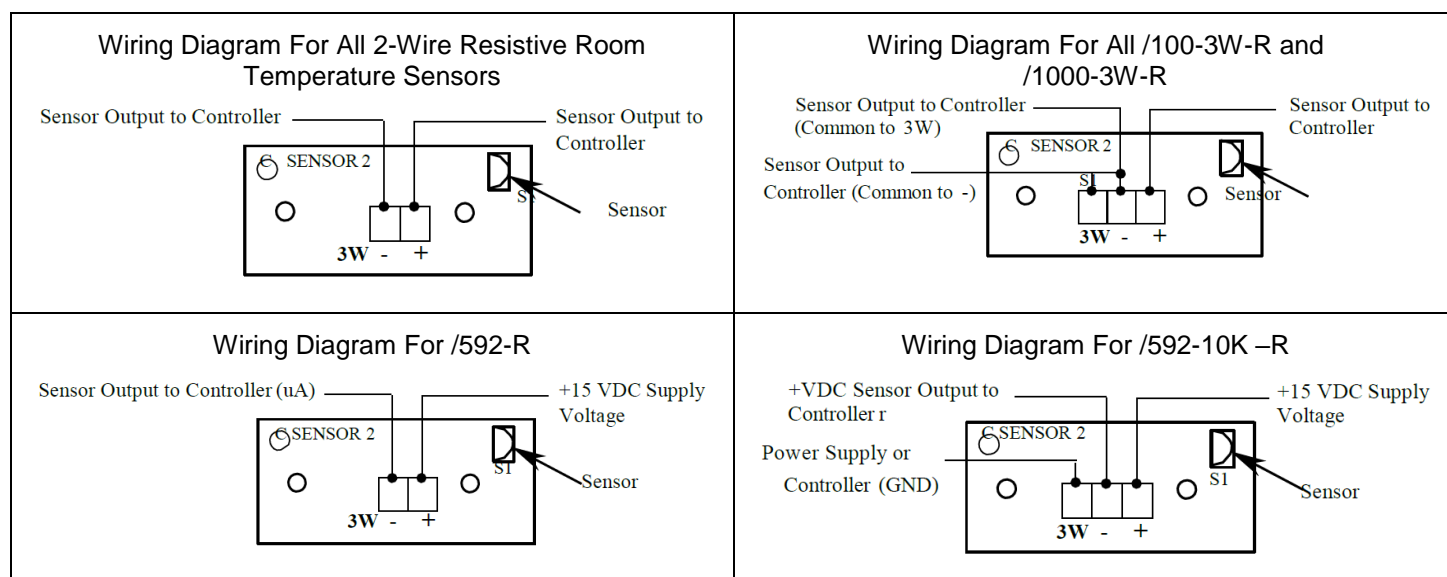 Wiring Diagram For All 2-Wire Resistive Room
Temperature Sensors
Sensor Output to Controller
Sensor Output to
Controller
C SENSOR 2
S1
Sensor
3W - +
Wiring Diagram For All /100-3W-R and
/1000-3W-R
Sensor Output to Controller
(Common to 3W)
Sensor Output to
Controller
C SENSOR 2
Sensor Output to
Controller (Common to -)
S1
Sensor
3W - +
Wiring Diagram For /592-R
Sensor Output to Controller (uA)
+15 VDC Supply
Voltage
C SENSOR 2
S1
Sensor
3W - +
Wiring Diagram For /592-10K –R
+VDC Sensor Output to
Controller r
+15 VDC Supply
Voltage
C SENSOR 2
Power Supply or
Controller (GND)
S1
Sensor
3W - +